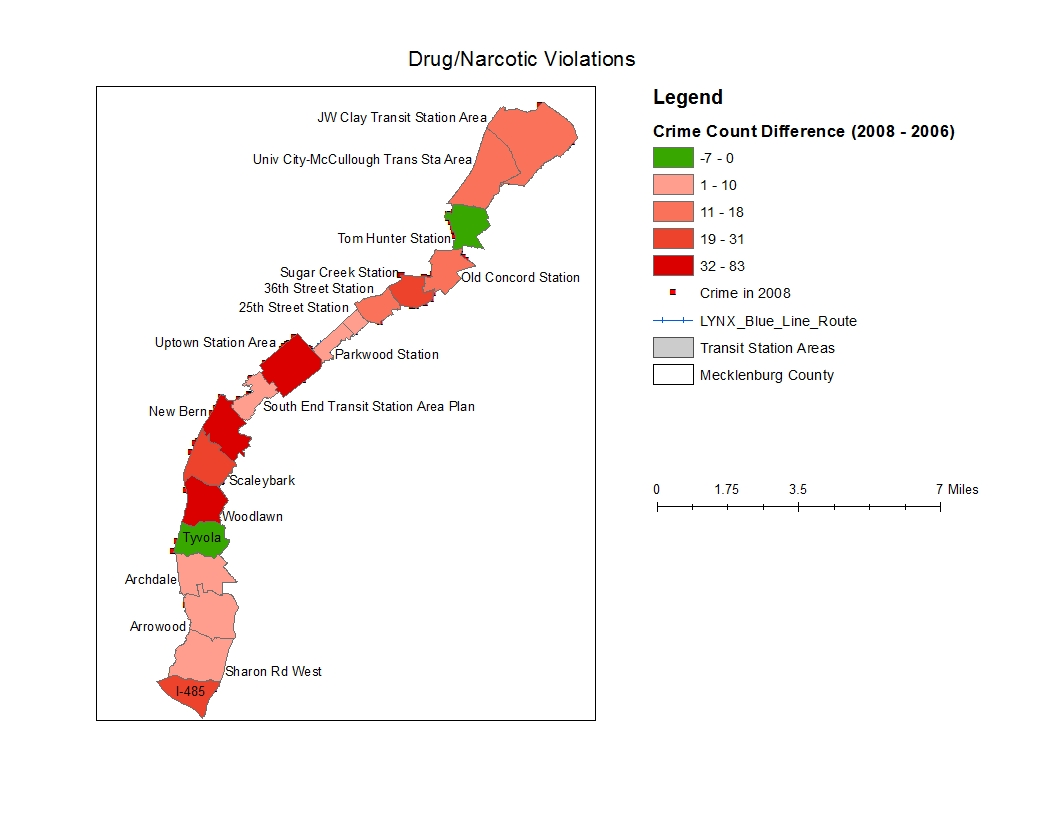 Drug/Narcotic Violations
JW Clay Transit Station Area
Univ City-McCullough Trans Sta Area
Tom Hunter Station
Sugar Creek Station
Old Concord Station
36th Street Station
25th Street Station
Uptown Station Area
Parkwood Station
South End Transit Station Area Plan
New Bern
Scaleybark
Woodlawn
Tyvola
Archdale
Arrowood
Sharon Rd West
I-485
Legend
Crime Count Difference (2008 - 2006)
-7 - 0
1 - 10
11 - 18
19 - 31
32 - 83
Crime in 2008
LYNX_Blue_Line_Route
Transit Station Areas
Mecklenburg County
0 1.75 3.5 7 Miles